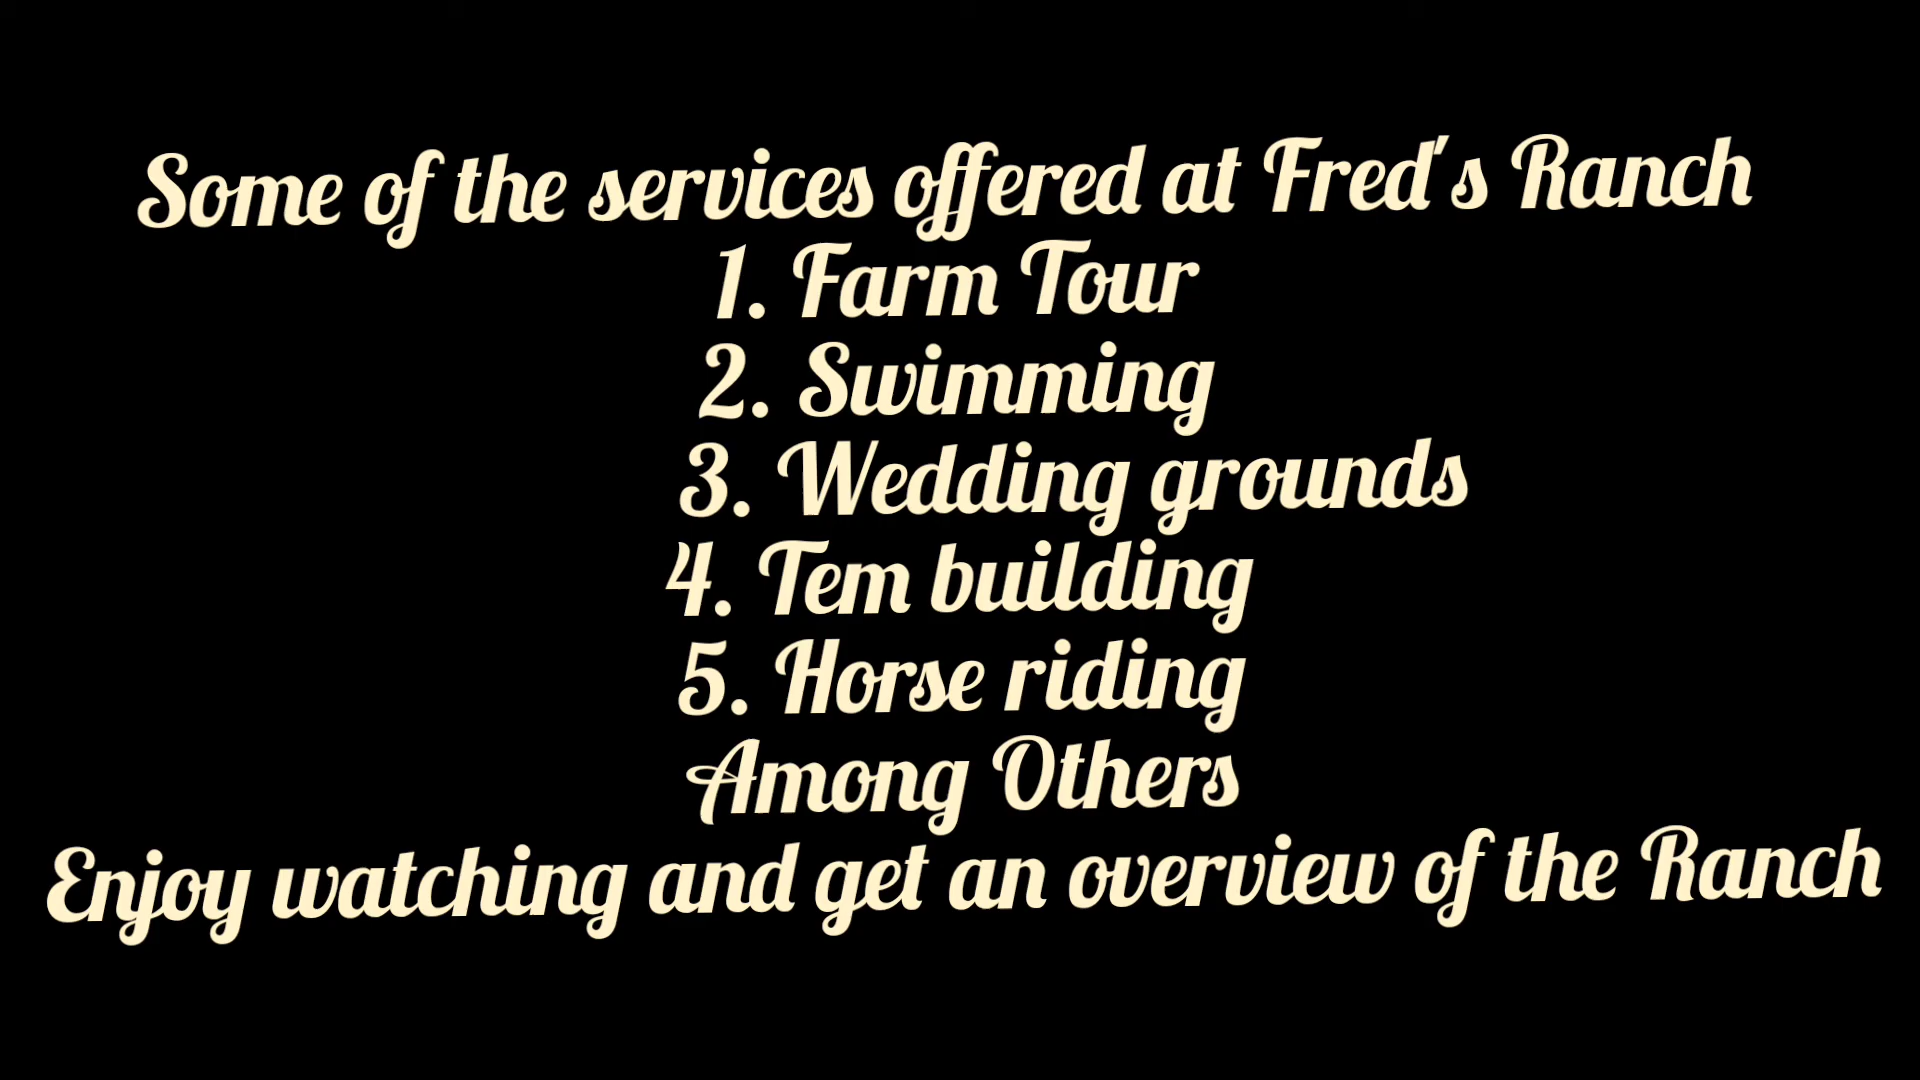 Some of the services offered at Fred's Ranch
1. Farm Tour
2. Swimming
3. Wedding grounds
4. Tem building
5. Horse riding
Among Others
Enjoy watching and get an overview of the Ranch